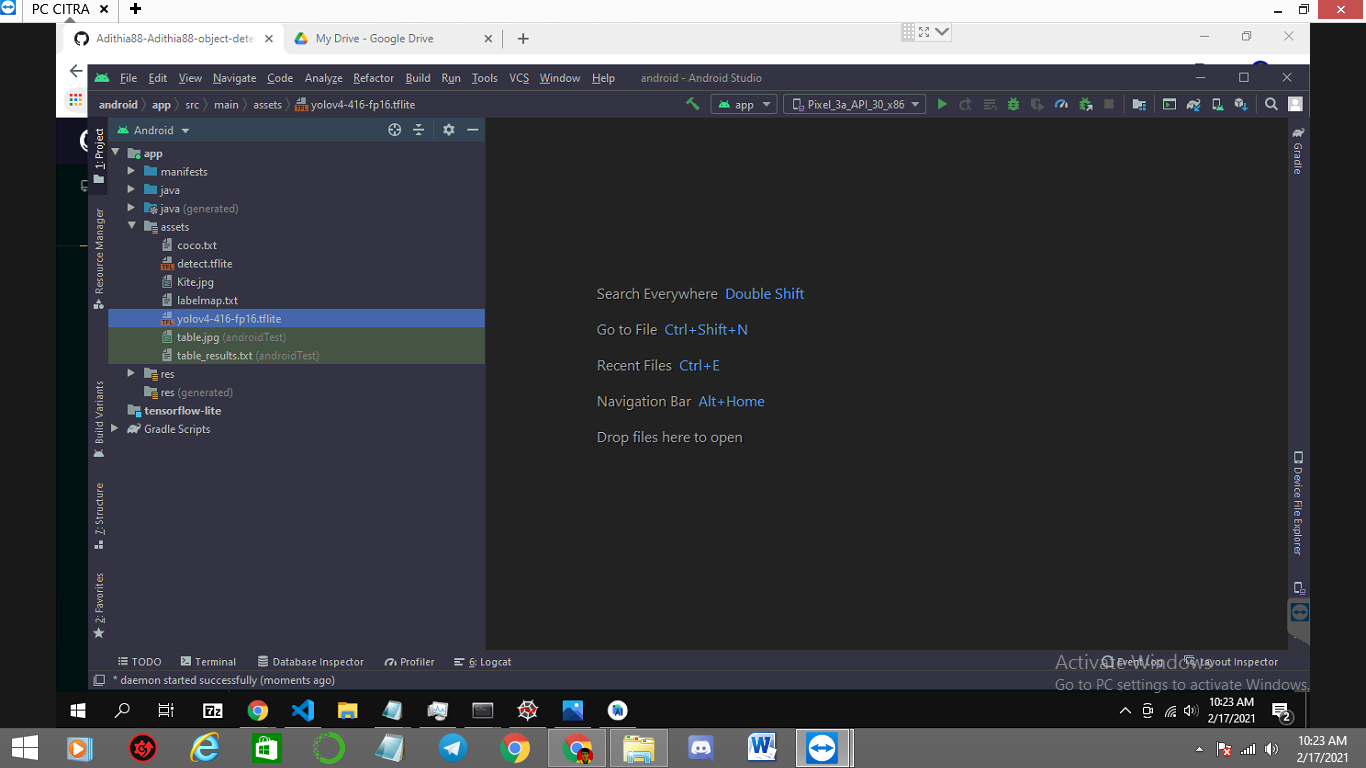 PC CITRA
Adithia88-Adithia88-object-dete
My Drive - Google Drive
File Edit View Navigate Code Analyze Refactor Build Run Tools VCS Window Help android - Android Studio
android app src main assets yolov4-416-fp16.tflite app Pixel_3a_API_30_x86
Android
1: Project
Resource Manager
Build Variants
7: Structure
2: Favorites
app
manifests
java
java (generated)
assets
coco.txt
detect.tflite
Kite.jpg
labelmap.txt
yolov4-416-fp16.tflite
table.jpg (androidTest)
table_results.txt (androidTest)
res
res (generated)
tensorflow-lite
Gradle Scripts
Search Everywhere Double Shift
Go to File Ctrl+Shift+N
Recent Files Ctrl+E
Navigation Bar Alt+Home
Drop files here to open
Gradle
Device File Explorer
TODO Terminal Database Inspector Profiler 6: Logcat Event Log Layout Inspector
* daemon started successfully (moments ago)
Activate Windows
Go to PC settings to activate Windows.
10:23 AM
2/17/2021
2
10:23 AM
2/17/2021